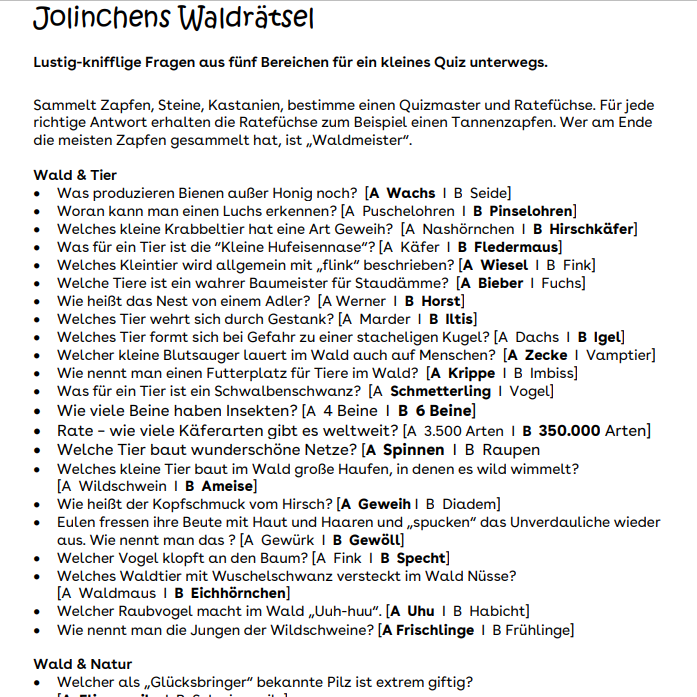 Jolinchens Waldrätsel
Lustig-knifflige Fragen aus fünf Bereichen für ein kleines Quiz unterwegs.
Sammelt Zapfen, Steine, Kastanien, bestimme einen Quizmaster und Ratefüchse. Für jede
richtige Antwort erhalten die Ratefüchse zum Beispiel einen Tannenzapfen. Wer am Ende
die meisten Zapfen gesammelt hat, ist „Waldmeister“.
Wald & Tier
• Was produzieren Bienen außer Honig noch? [A Wachs I B Seide]
• Woran kann man einen Luchs erkennen? [A Puschelohren I B Pinselohren]
• Welches kleine Krabbeltier hat eine Art Geweih? [A Nashörnchen I B Hirschkäfer]
• Was für ein Tier ist die “Kleine Hufeisennase“? [A Käfer I B Fledermaus]
• Welches Kleintier wird allgemein mit „flink“ beschrieben? [A Wiesel I B Fink]
• Welche Tiere ist ein wahrer Baumeister für Staudämme? [A Bieber I Fuchs]
• Wie heißt das Nest von einem Adler? [A Werner I B Horst]
• Welches Tier wehrt sich durch Gestank? [A Marder I B Iltis]
• Welches Tier formt sich bei Gefahr zu einer stacheligen Kugel? [A Dachs I B Igel]
• Welcher kleine Blutsauger lauert im Wald auch auf Menschen? [A Zecke I Vamptier]
• Wie nennt man einen Futterplatz für Tiere im Wald? [A Krippe I B Imbiss]
• Was für ein Tier ist ein Schwalbenschwanz? [A Schmetterling I Vogel]
• Wie viele Beine haben Insekten? [A 4 Beine I B 6 Beine]
• Rate – wie viele Käferarten gibt es weltweit? [A 3.500 Arten I B 350.000 Arten]
• Welche Tier baut wunderschöne Netze? [A Spinnen I B Raupen
• Welches kleine Tier baut im Wald große Haufen, in denen es wild wimmelt?
[A Wildschwein I B Ameise]
• Wie heißt der Kopfschmuck vom Hirsch? [A Geweih I B Diadem]
• Eulen fressen ihre Beute mit Haut und Haaren und „spucken“ das Unverdauliche wieder
aus. Wie nennt man das ? [A Gewürk I B Gewöll]
• Welcher Vogel klopft an den Baum? [A Fink I B Specht]
• Welches Waldtier mit Wuschelschwanz versteckt im Wald Nüsse?
[A Waldmaus I B Eichhörnchen]
• Welcher Raubvogel macht im Wald „Uuh-huu“. [A Uhu I B Habicht]
• Wie nennt man die Jungen der Wildschweine? [A Frischlinge I B Frühlinge]
Wald & Natur
• Welcher als „Glücksbringer“ bekannte Pilz ist extrem giftig?